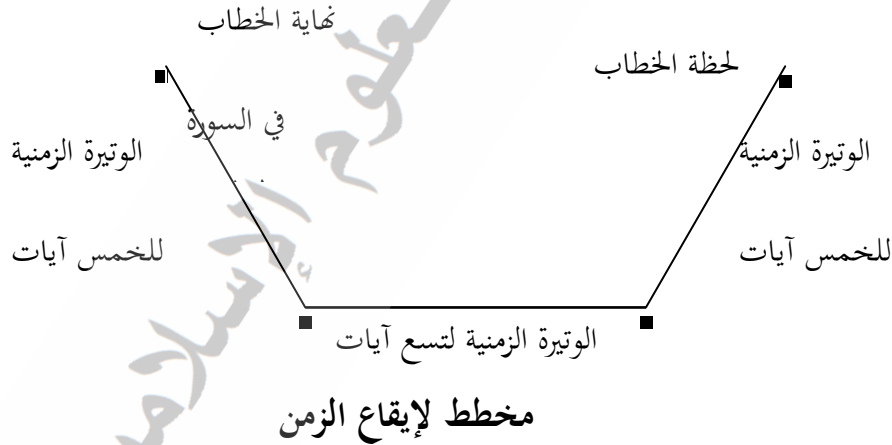 نهاية الخطاب
لحظة الخطاب
في السورة
الوتيرة الزمنية
الوتيرة الزمنية
للخمس آيات
للخمس آيات
الوتيرة الزمنية لتسع آيات
مخطط لإيقاع الزمن